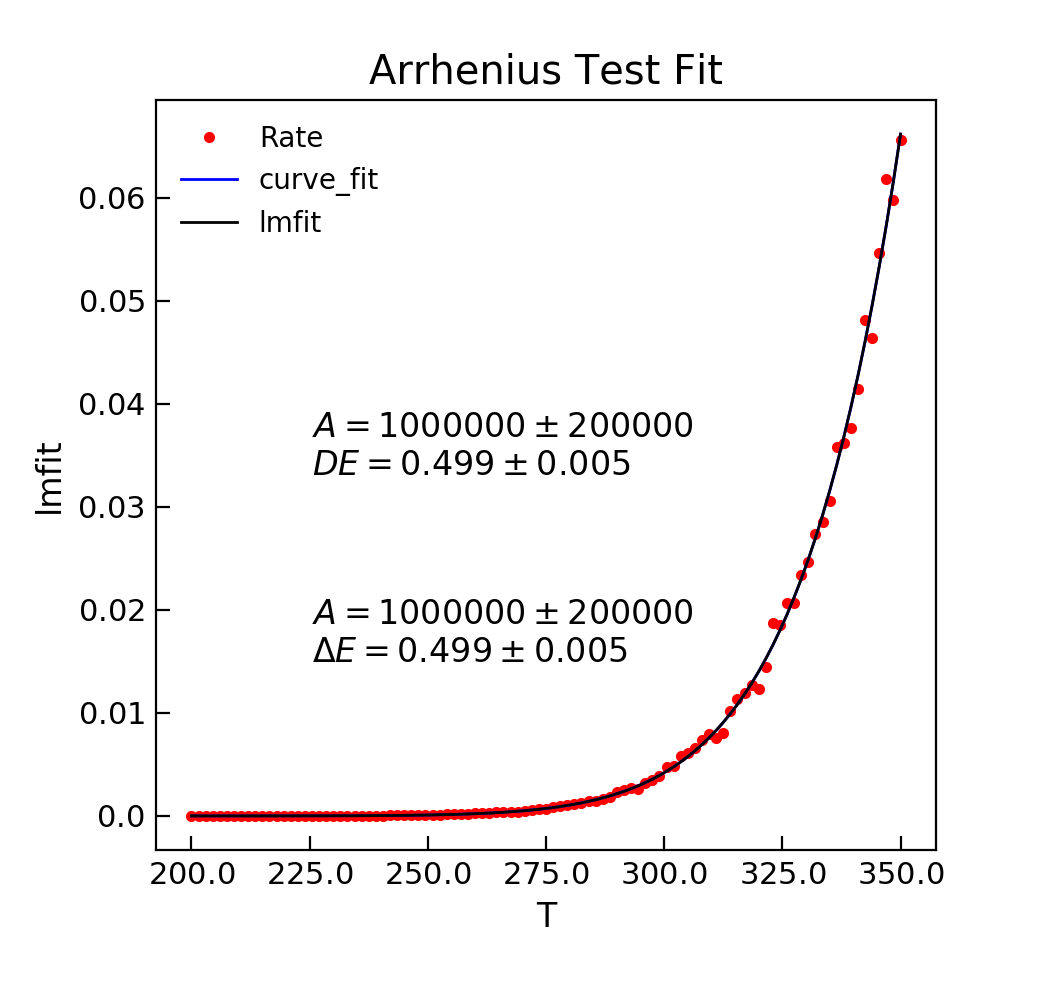 Arrhenius Test Fit
Rate
curve_fit
lmfit
0.06
0.05
0.04
0.03
0.02
0.01
0.0
lmfit
A = 1000000 ± 200000
DE = 0.499 ± 0.005
A = 1000000 ± 200000
ΔE = 0.499 ± 0.005
200.0 225.0 250.0 275.0 300.0 325.0 350.0
T